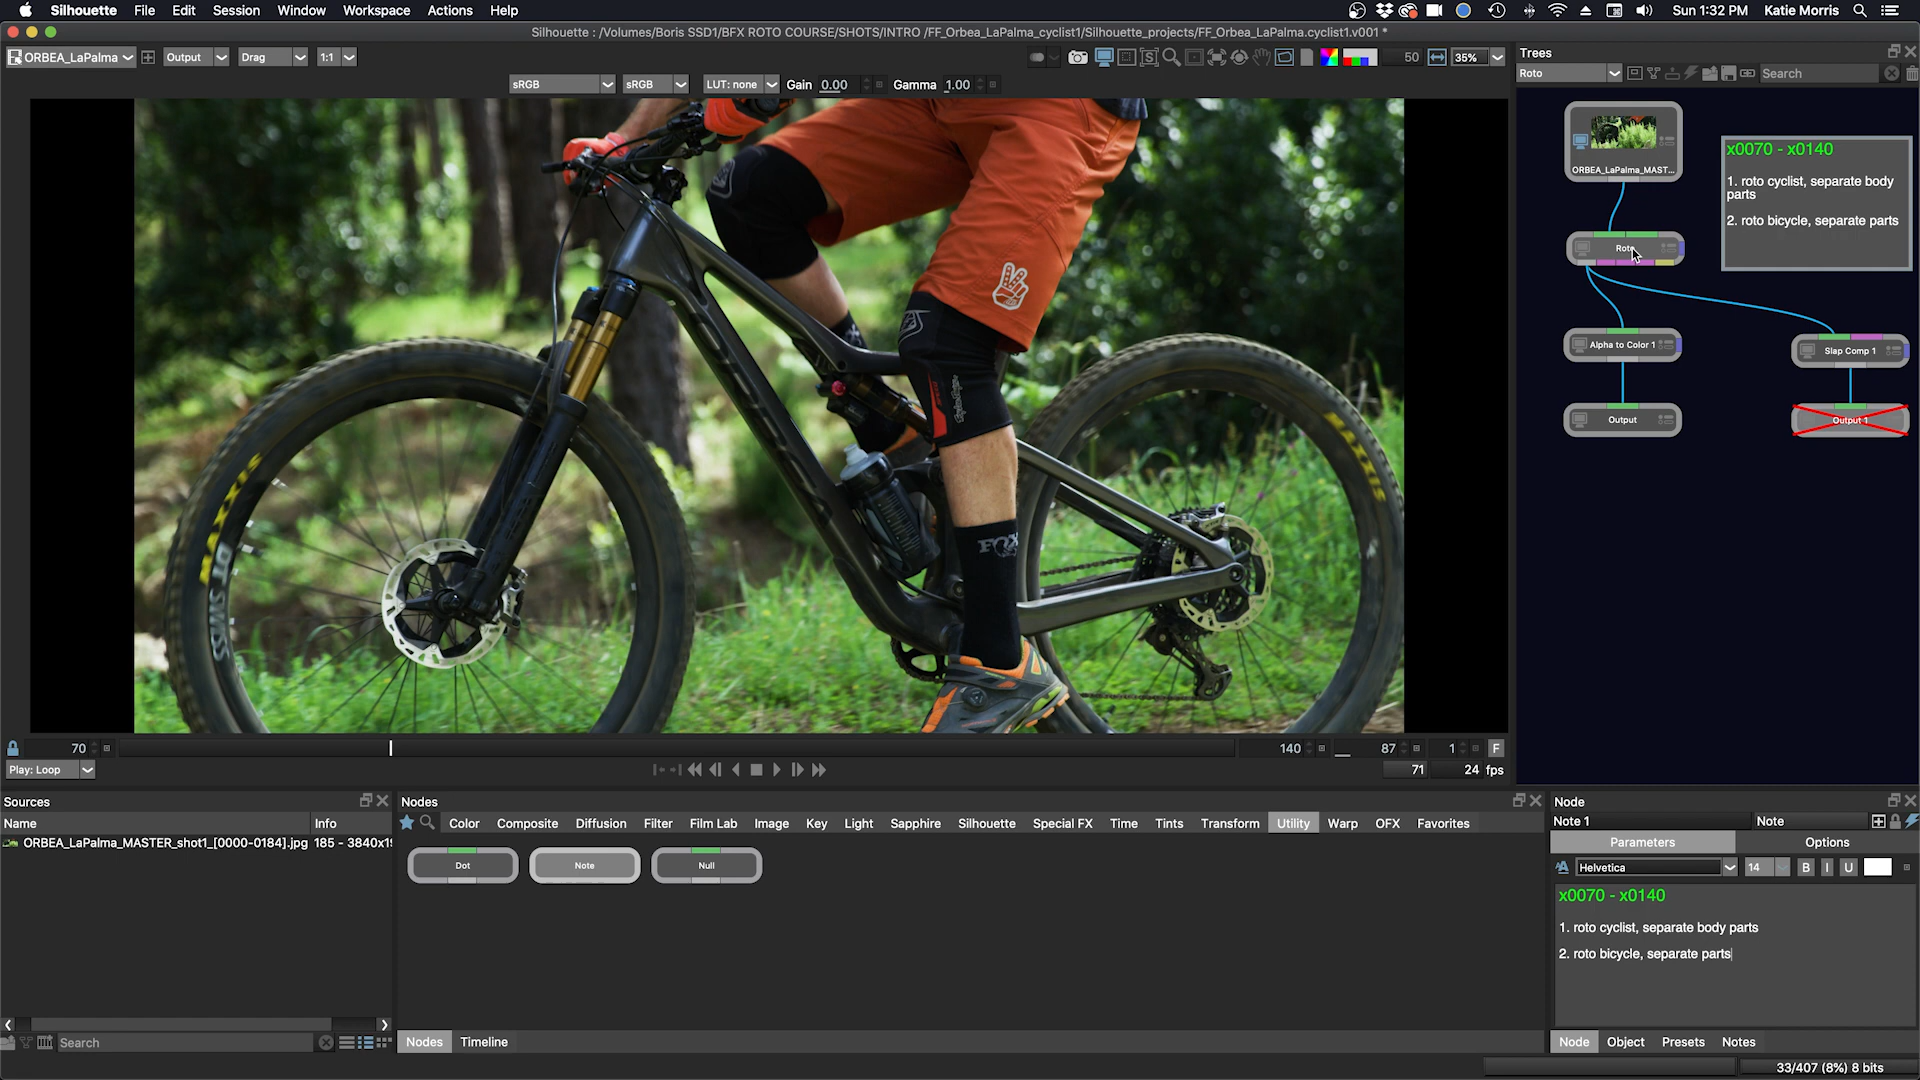 Silhouette File Edit Session Window Workspace Actions Help
Sun 1:32 PM Katie Morris
Silhouette : /Volumes/Boris SSD1/BFX ROTO COURSE/SHOTS/INTRO /FF_Orbea_LaPalma_cyclist1/Silhouette_projects/FF_Orbea_LaPalma.cyclist1.v001 *
ORBEA_LaPalma Output Drag 1:1 50 35%
sRGB sRGB LUT: none Gain 0.00 Gamma 1.00
Trees
Roto Search
ORBEA_LaPalma_MAST...
x0070 - x0140
1. roto cyclist, separate body
parts
2. roto bicycle, separate parts
Roto
Alpha to Color 1
Slap Comp 1
Output
Output 1
MAXXIS
DT SWISS
FOX
MAXXIS
70 140 87 1 F
Play: Loop 71 24 fps
Sources
Name Info
ORBEA_LaPalma_MASTER_shot1_[0000-0184].jpg 185 - 3840x1
Search
Nodes
Color Composite Diffusion Filter Film Lab Image Key Light Sapphire Silhouette Special FX Time Tints Transform Utility Warp OFX Favorites
Dot Note Null
Nodes Timeline
Node
Note 1 Note
Parameters Options
Helvetica 14 B I U
x0070 - x0140
1. roto cyclist, separate body parts
2. roto bicycle, separate parts
Node Object Presets Notes
33/407 (8%) 8 bits